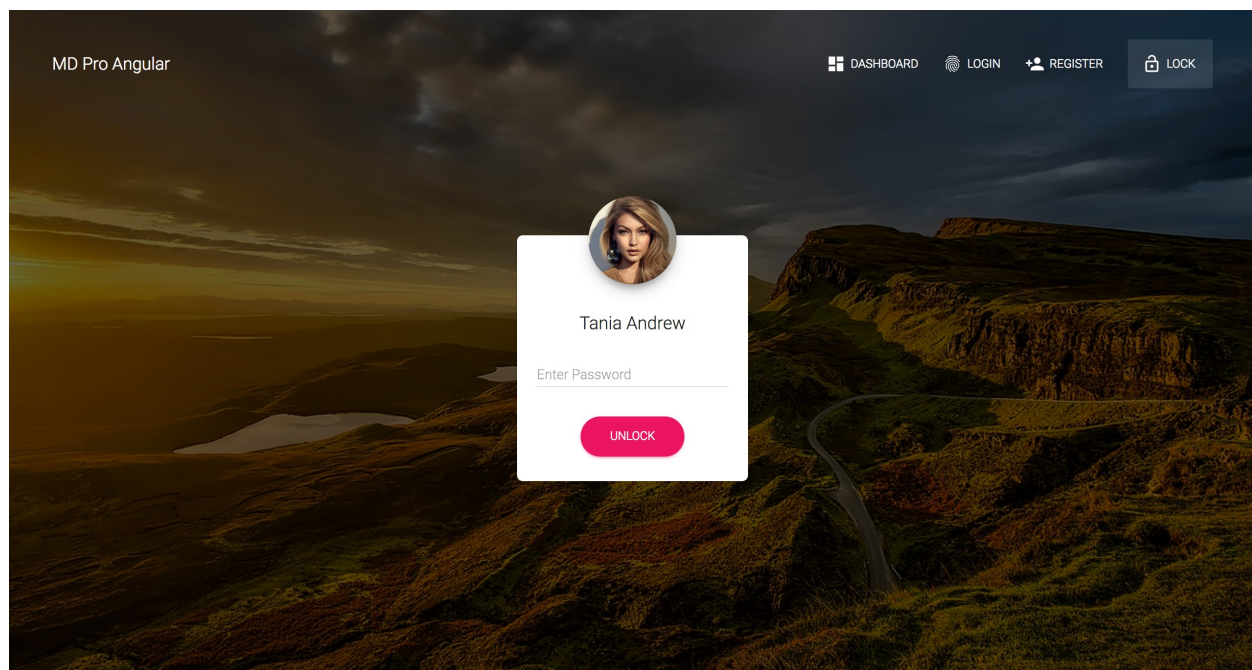 MD Pro Angular
DASHBOARD LOGIN REGISTER LOCK
Tania Andrew
Enter Password
UNLOCK